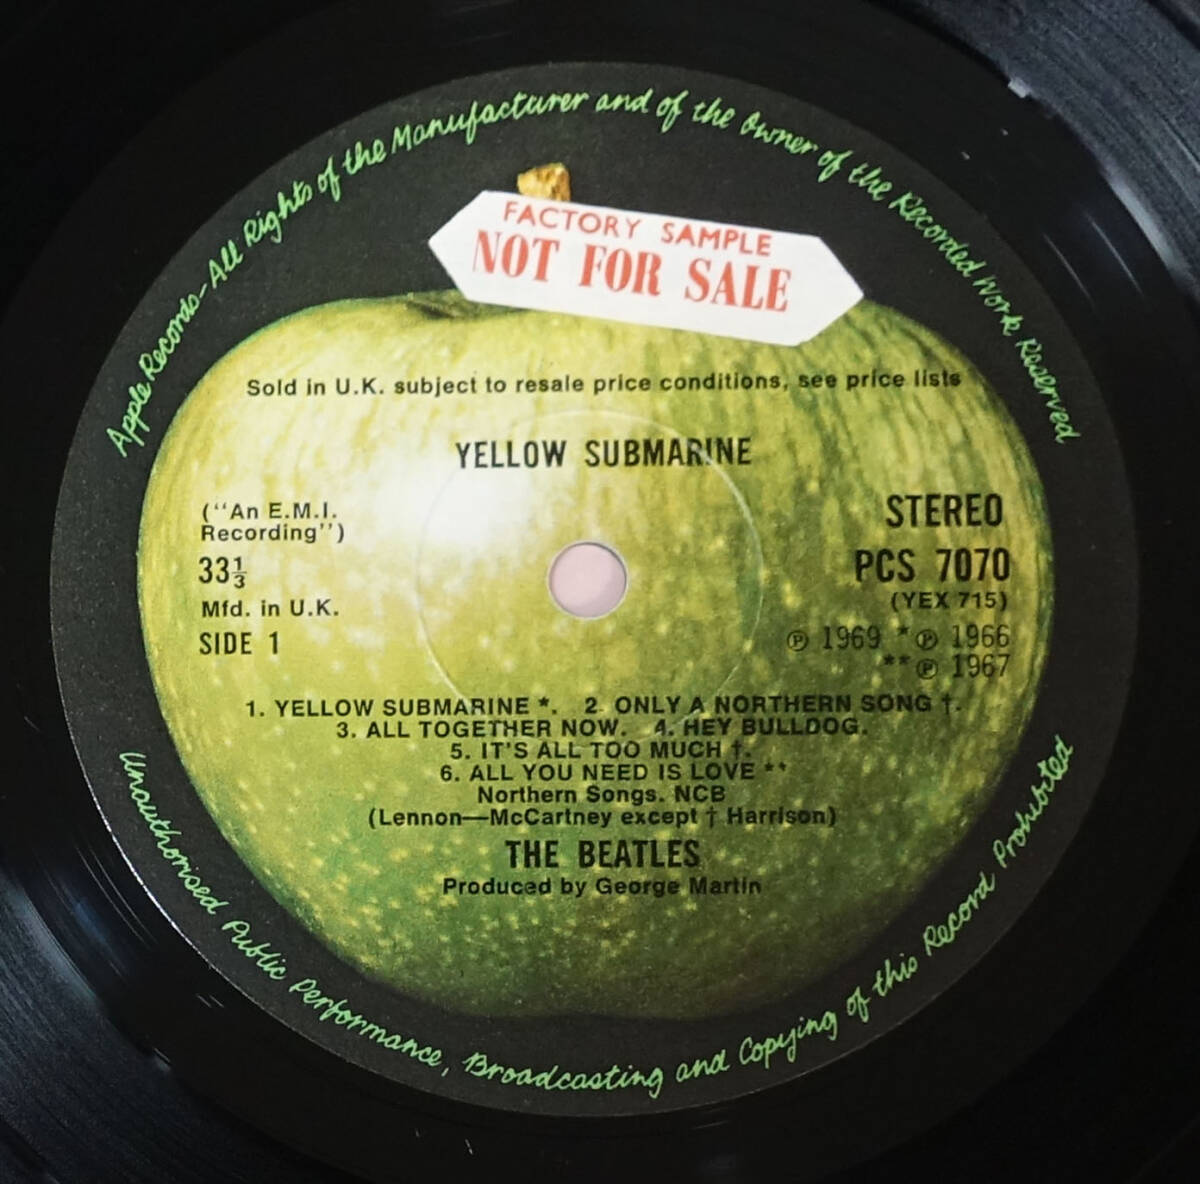 Apple Records-All Rights of the Manufacturer and of the Owner of the Recorded Work Reserved
FACTORY SAMPLE
NOT FOR SALE
Sold in U.K. subject to resale price conditions, see price lists
YELLOW SUBMARINE
("An E.M.I.
Recording")
33⅓
Mfd. in U.K.
SIDE 1
STEREO
PCS 7070
(YEX 715)
℗ 1969 *℗ 1966
**℗ 1967
1. YELLOW SUBMARINE *. 2. ONLY A NORTHERN SONG †.
3. ALL TOGETHER NOW. 4. HEY BULLDOG.
5. IT'S ALL TOO MUCH †.
6. ALL YOU NEED IS LOVE **
Northern Songs. NCB
(Lennon—McCartney except † Harrison)
THE BEATLES
Produced by George Martin
Unauthorised Public Performance, Broadcasting and Copying of this Record Prohibited